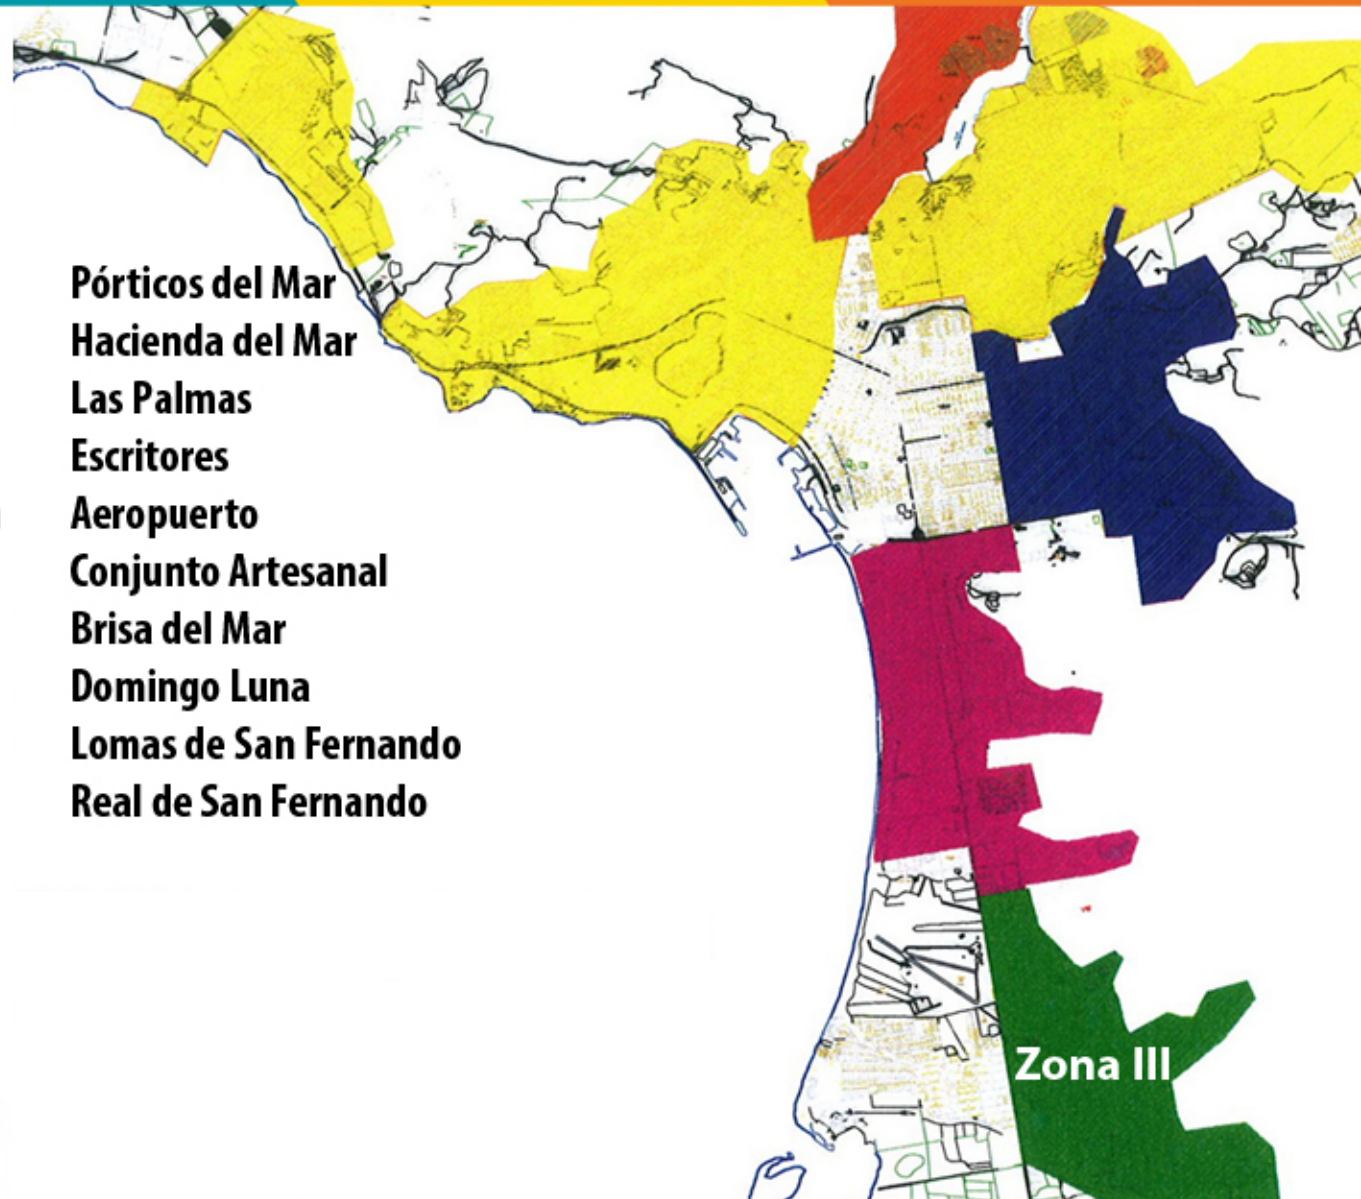 Pórticos del Mar
Hacienda del Mar
Las Palmas
Escritores
Aeropuerto
Conjunto Artesanal
Brisa del Mar
Domingo Luna
Lomas de San Fernando
Real de San Fernando
Zona III